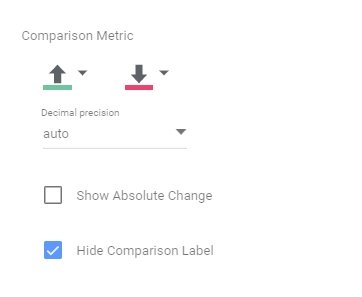 Comparison Metric
Decimal precision
auto
Show Absolute Change
Hide Comparison Label